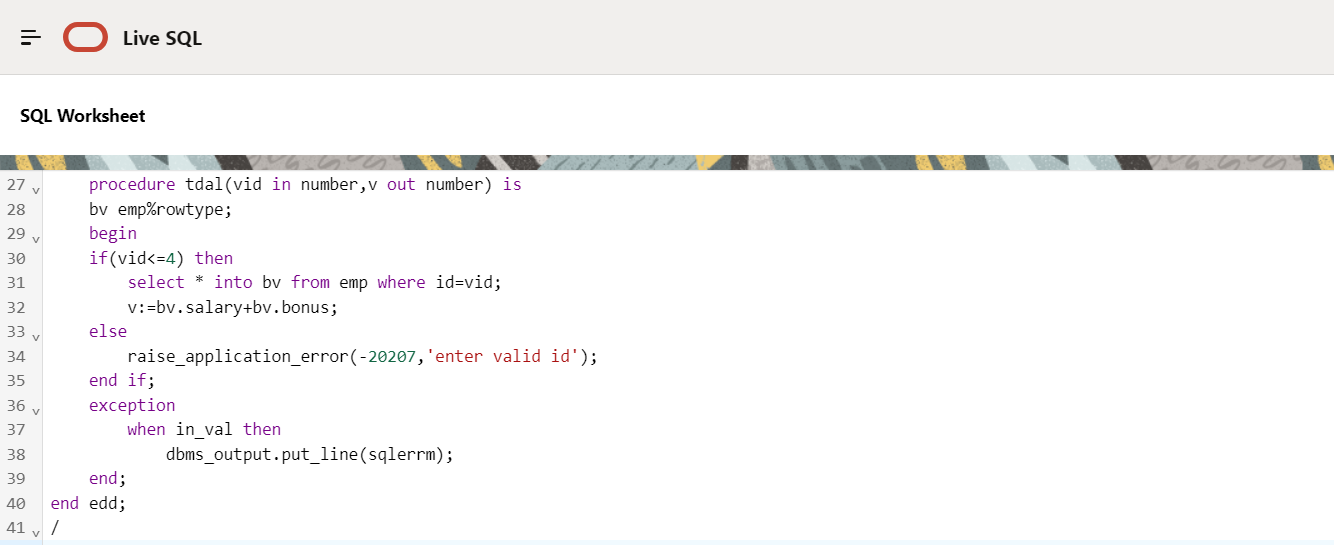 Live SQL
SQL Worksheet
27 procedure tdal(vid in number,v out number) is
28 bv emp%rowtype;
29 begin
30 if(vid<=4) then
31 select * into bv from emp where id=vid;
32 v:=bv.salary+bv.bonus;
33 else
34 raise_application_error(-20207,'enter valid id');
35 end if;
36 exception
37 when in_val then
38 dbms_output.put_line(sqlerrm);
39 end;
40 end edd;
41 /